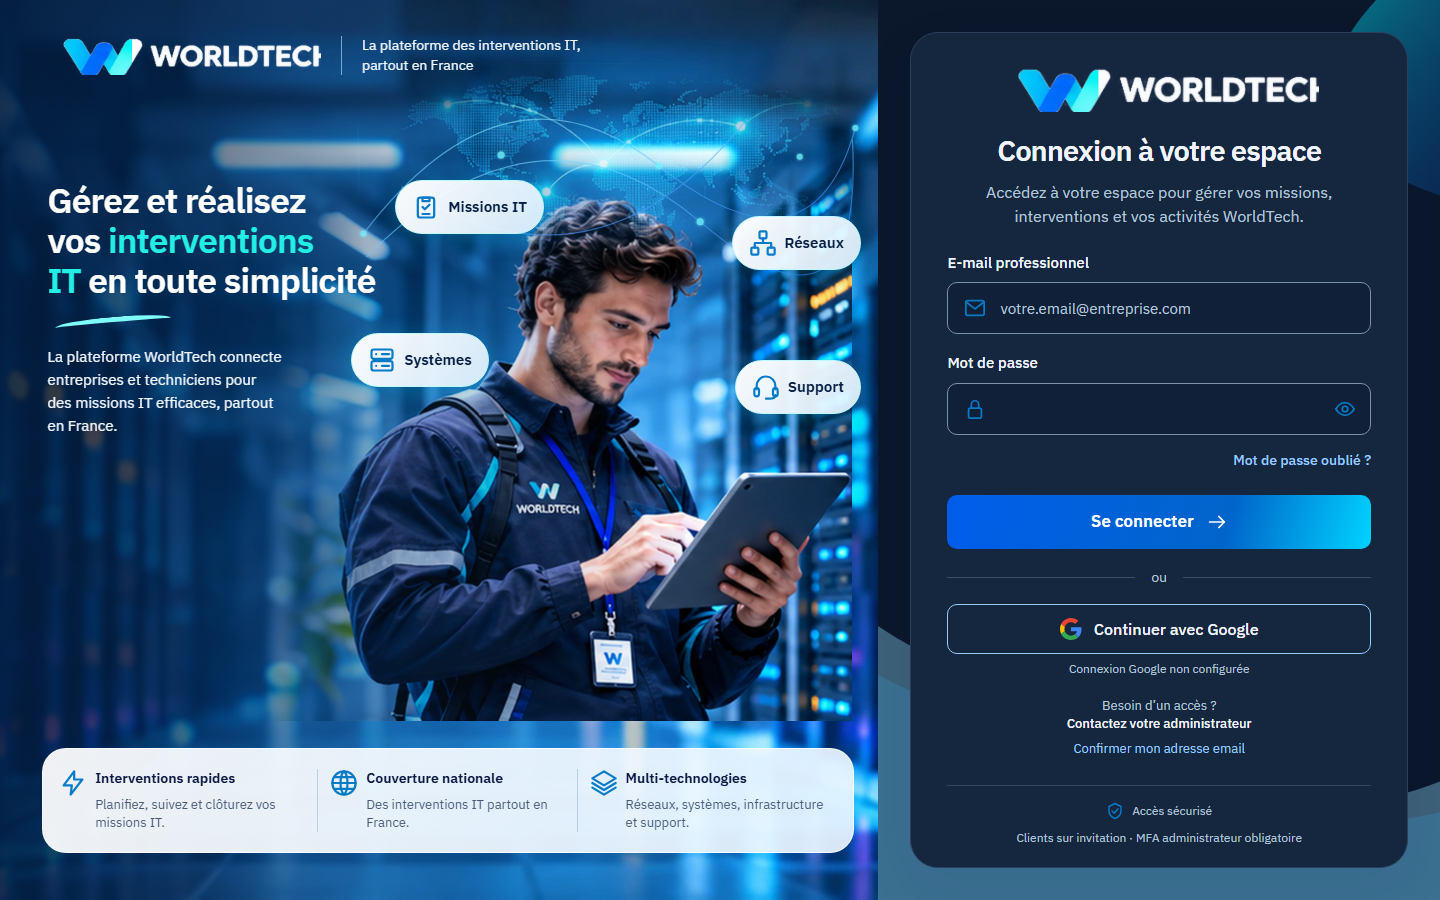 WORLDTECH
La plateforme des interventions IT,
partout en France
Gérez et réalisez
vos interventions
IT en toute simplicité
La plateforme WorldTech connecte
entreprises et techniciens pour
des missions IT efficaces, partout
en France.
Missions IT
Réseaux
Systèmes
Support
WORLDTECH
Interventions rapides
Planifiez, suivez et clôturez vos
missions IT.
Couverture nationale
Des interventions IT partout en
France.
Multi-technologies
Réseaux, systèmes, infrastructure
et support.
WORLDTECH
Connexion à votre espace
Accédez à votre espace pour gérer vos missions,
interventions et vos activités WorldTech.
E-mail professionnel
votre.email@entreprise.com
Mot de passe
Mot de passe oublié ?
Se connecter
ou
Continuer avec Google
Connexion Google non configurée
Besoin d’un accès ?
Contactez votre administrateur
Confirmer mon adresse email
Accès sécurisé
Clients sur invitation · MFA administrateur obligatoire